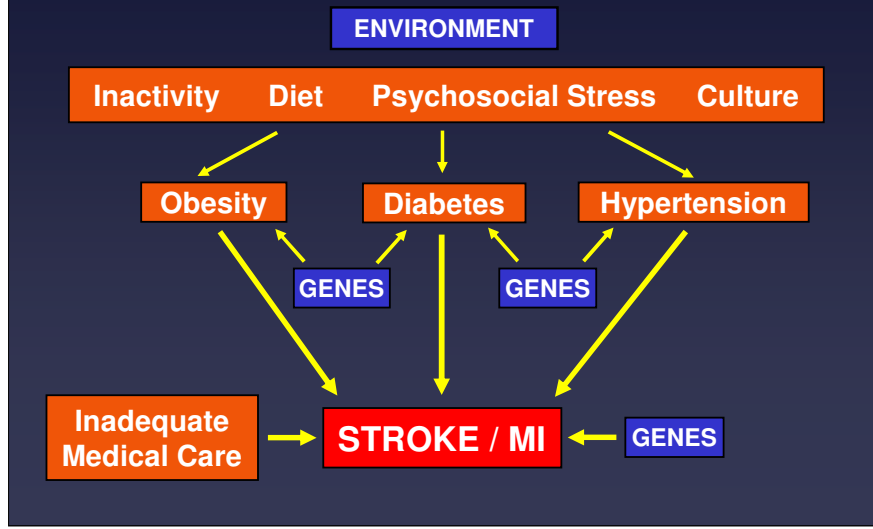 ENVIRONMENT
Inactivity Diet Psychosocial Stress Culture
Obesity Diabetes Hypertension
GENES GENES
Inadequate
Medical Care
STROKE / MI
GENES